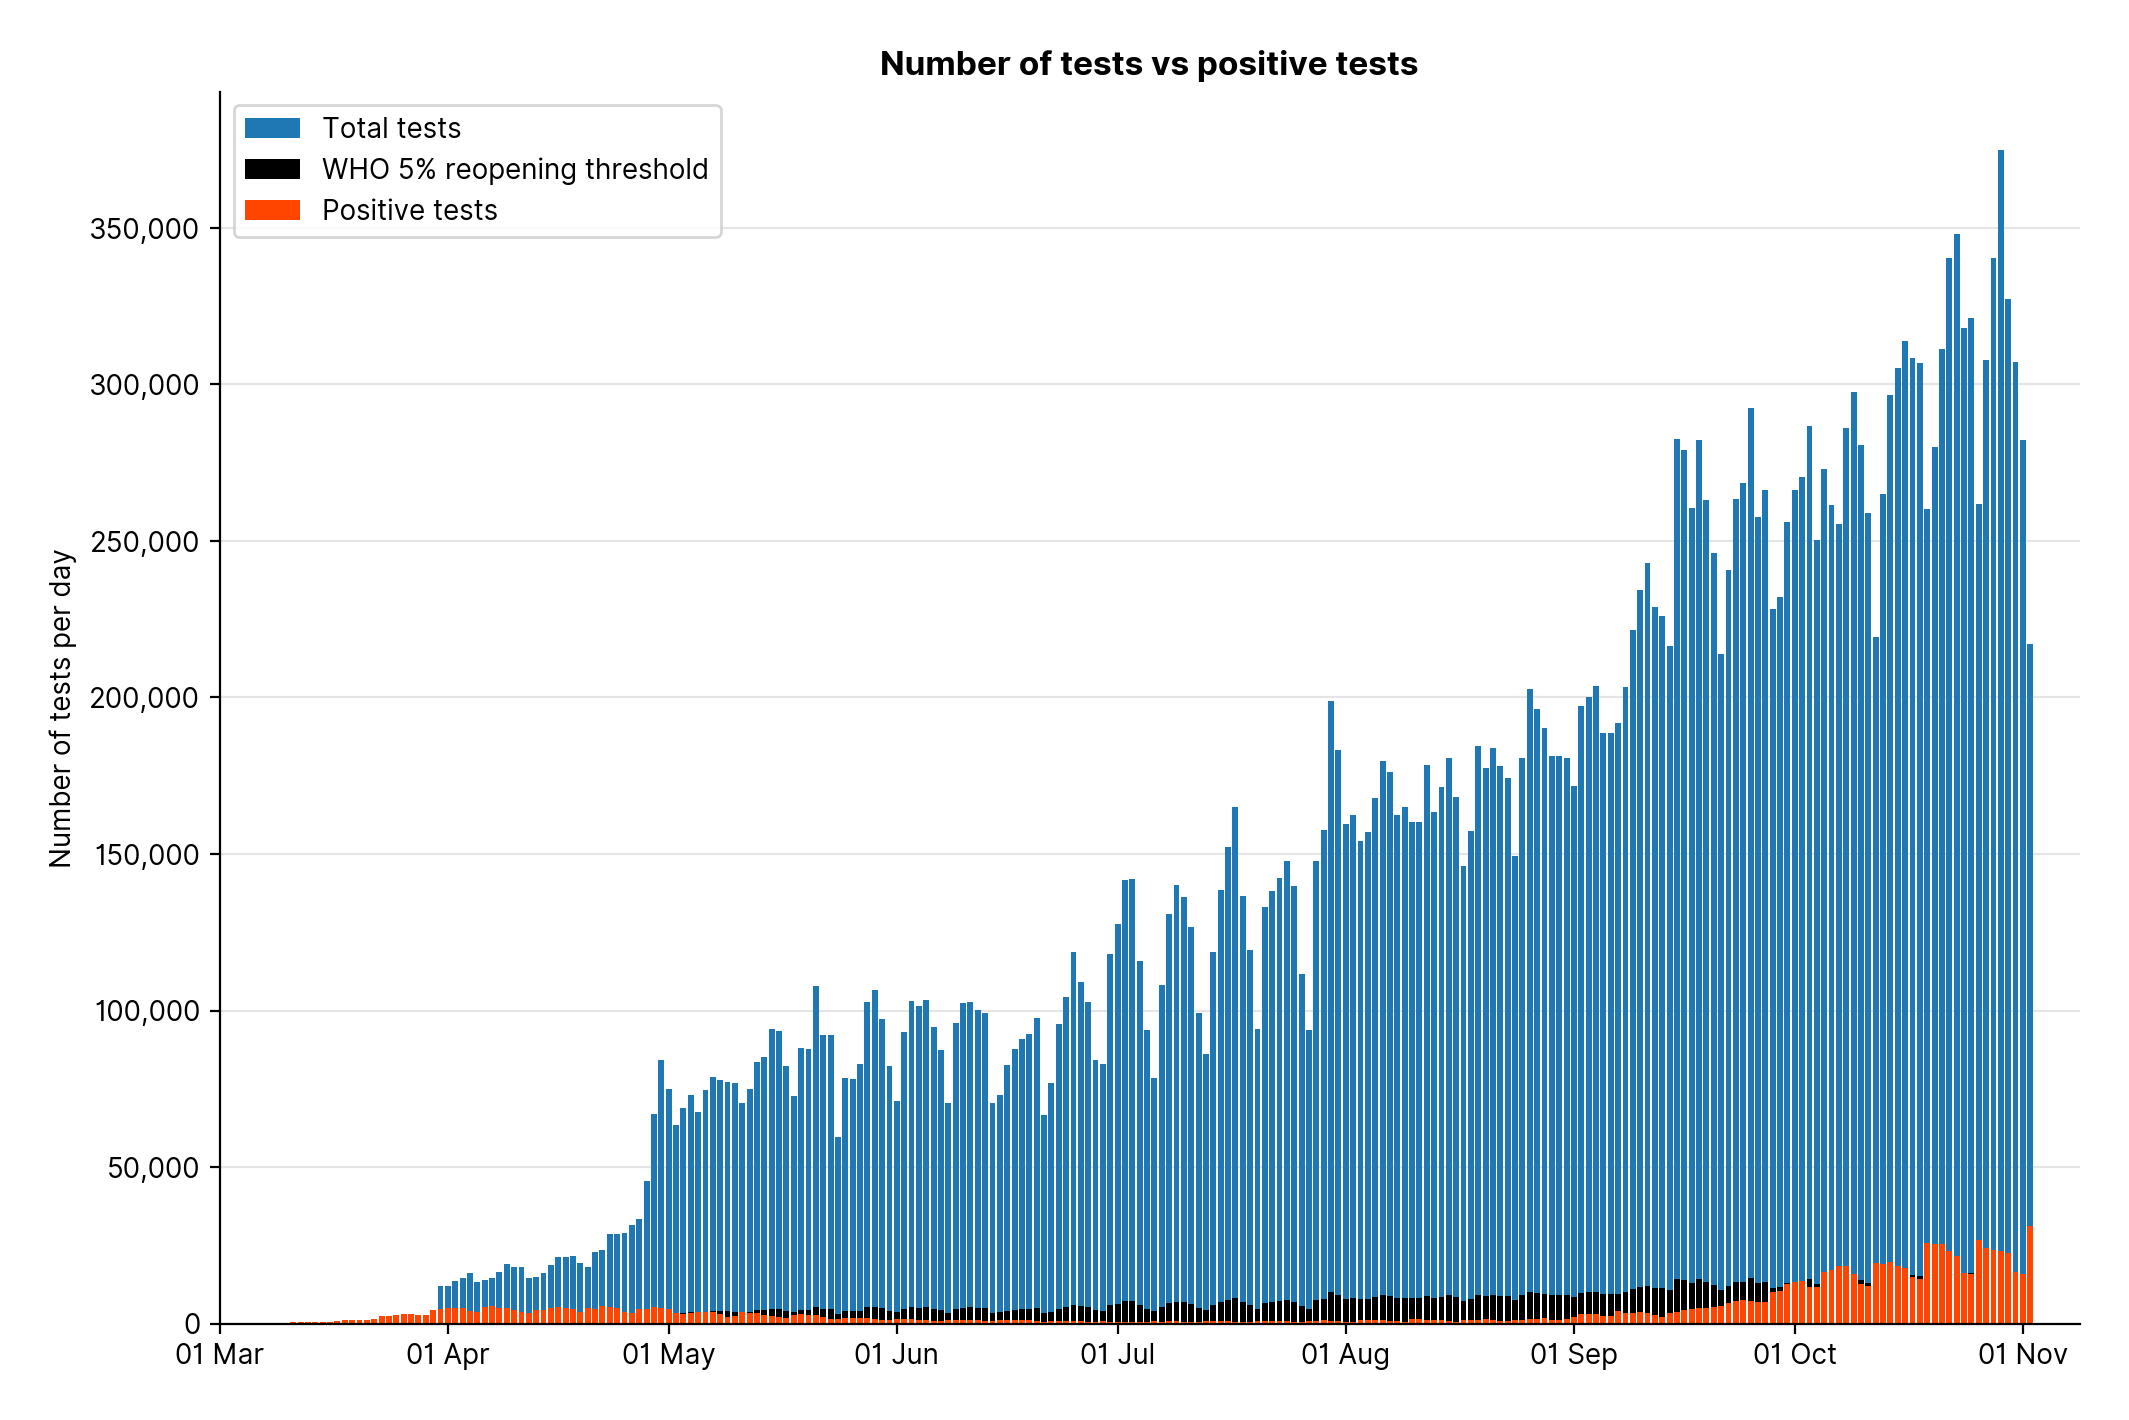 Number of tests vs positive tests
Total tests
WHO 5% reopening threshold
Positive tests
Number of tests per day
350,000
300,000
250,000
200,000
150,000
100,000
50,000
0
01 Mar
01 Apr
01 May
01 Jun
01 Jul
01 Aug
01 Sep
01 Oct
01 Nov